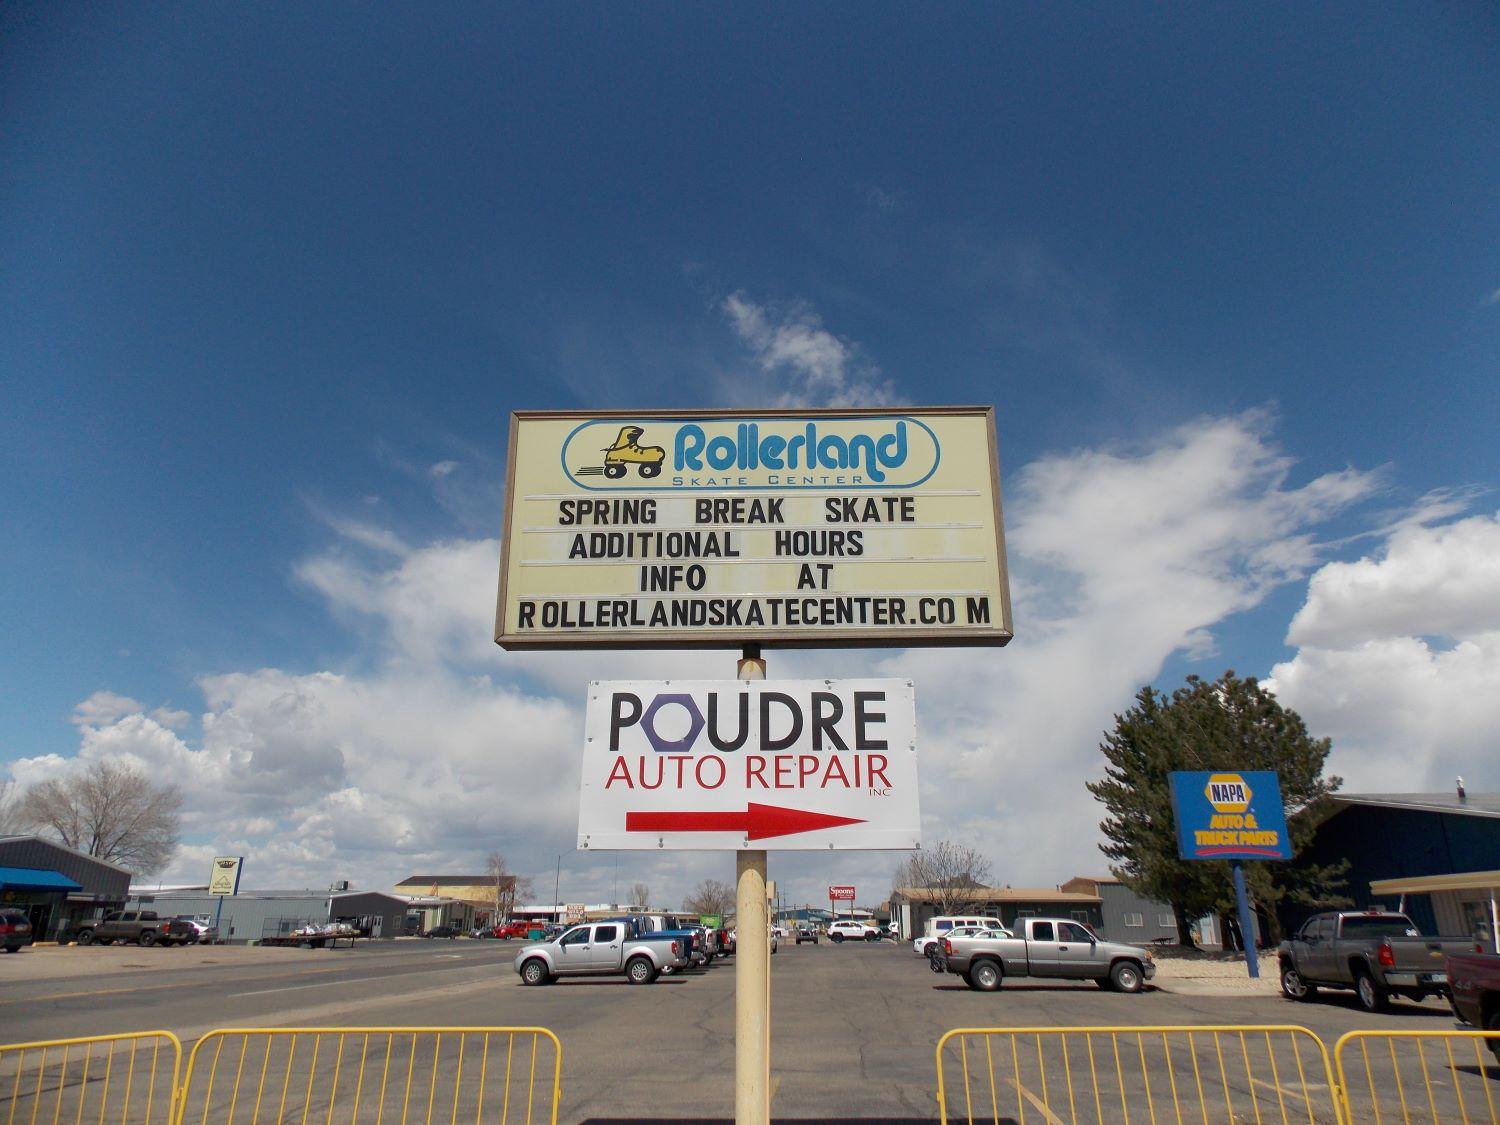 Rollerland
SKATE CENTER
SPRING BREAK SKATE
ADDITIONAL HOURS
INFO AT
ROLLERLANDSKATECENTER.COM
POUDRE
AUTO REPAIR
INC
NAPA
AUTO &
TRUCK PARTS
Spoons